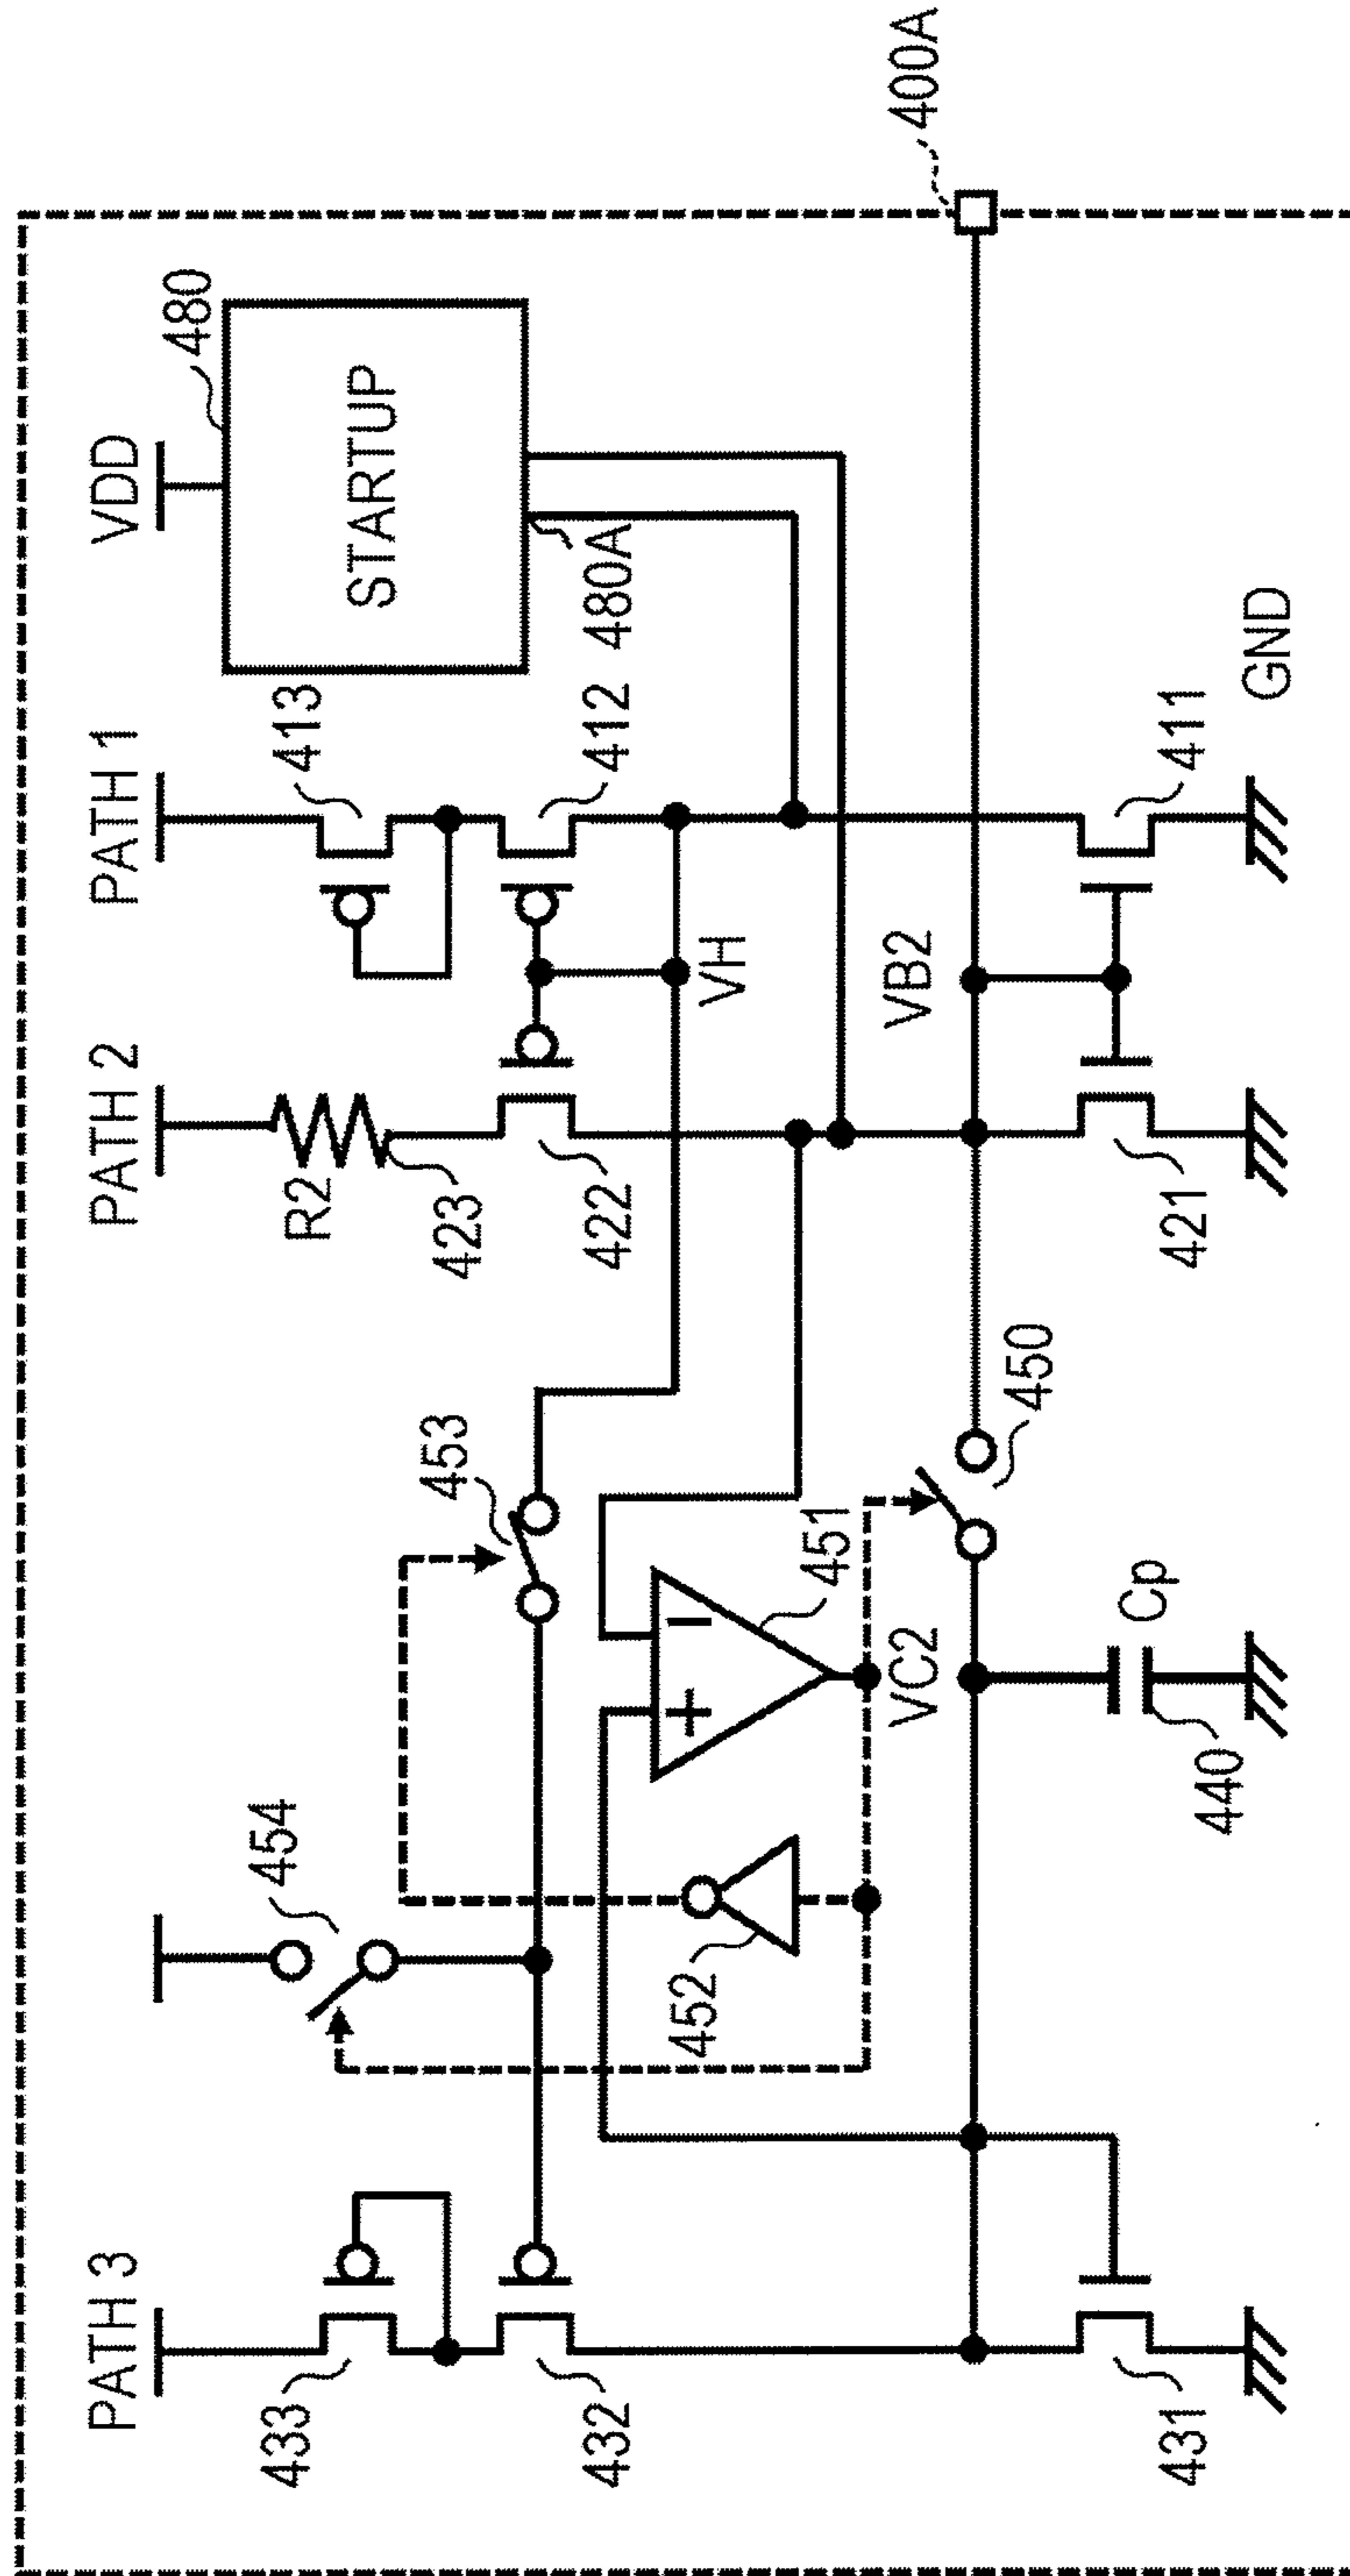 PATH 3
PATH 2
PATH 1
VDD
480
454
433
R2
413
STARTUP
453
423
432
422
412
480A
452
+
−
451
VH
VC2
VB2
400A
450
Cp
431
440
421
411
GND